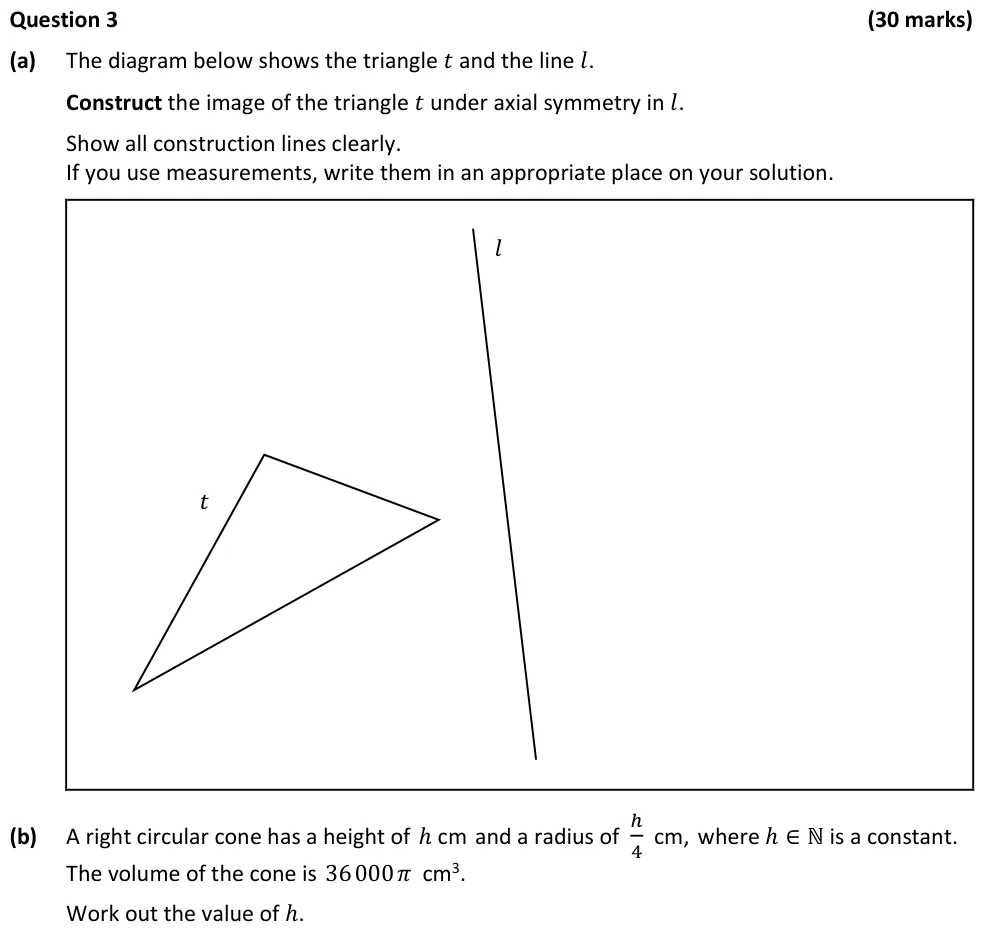 Question 3 (30 marks)
(a) The diagram below shows the triangle t and the line l.
Construct the image of the triangle t under axial symmetry in l.
Show all construction lines clearly.
If you use measurements, write them in an appropriate place on your solution.
l
t
(b) A right circular cone has a height of h cm and a radius of h/4 cm, where h ∈ ℕ is a constant.
The volume of the cone is 36 000 π cm³.
Work out the value of h.